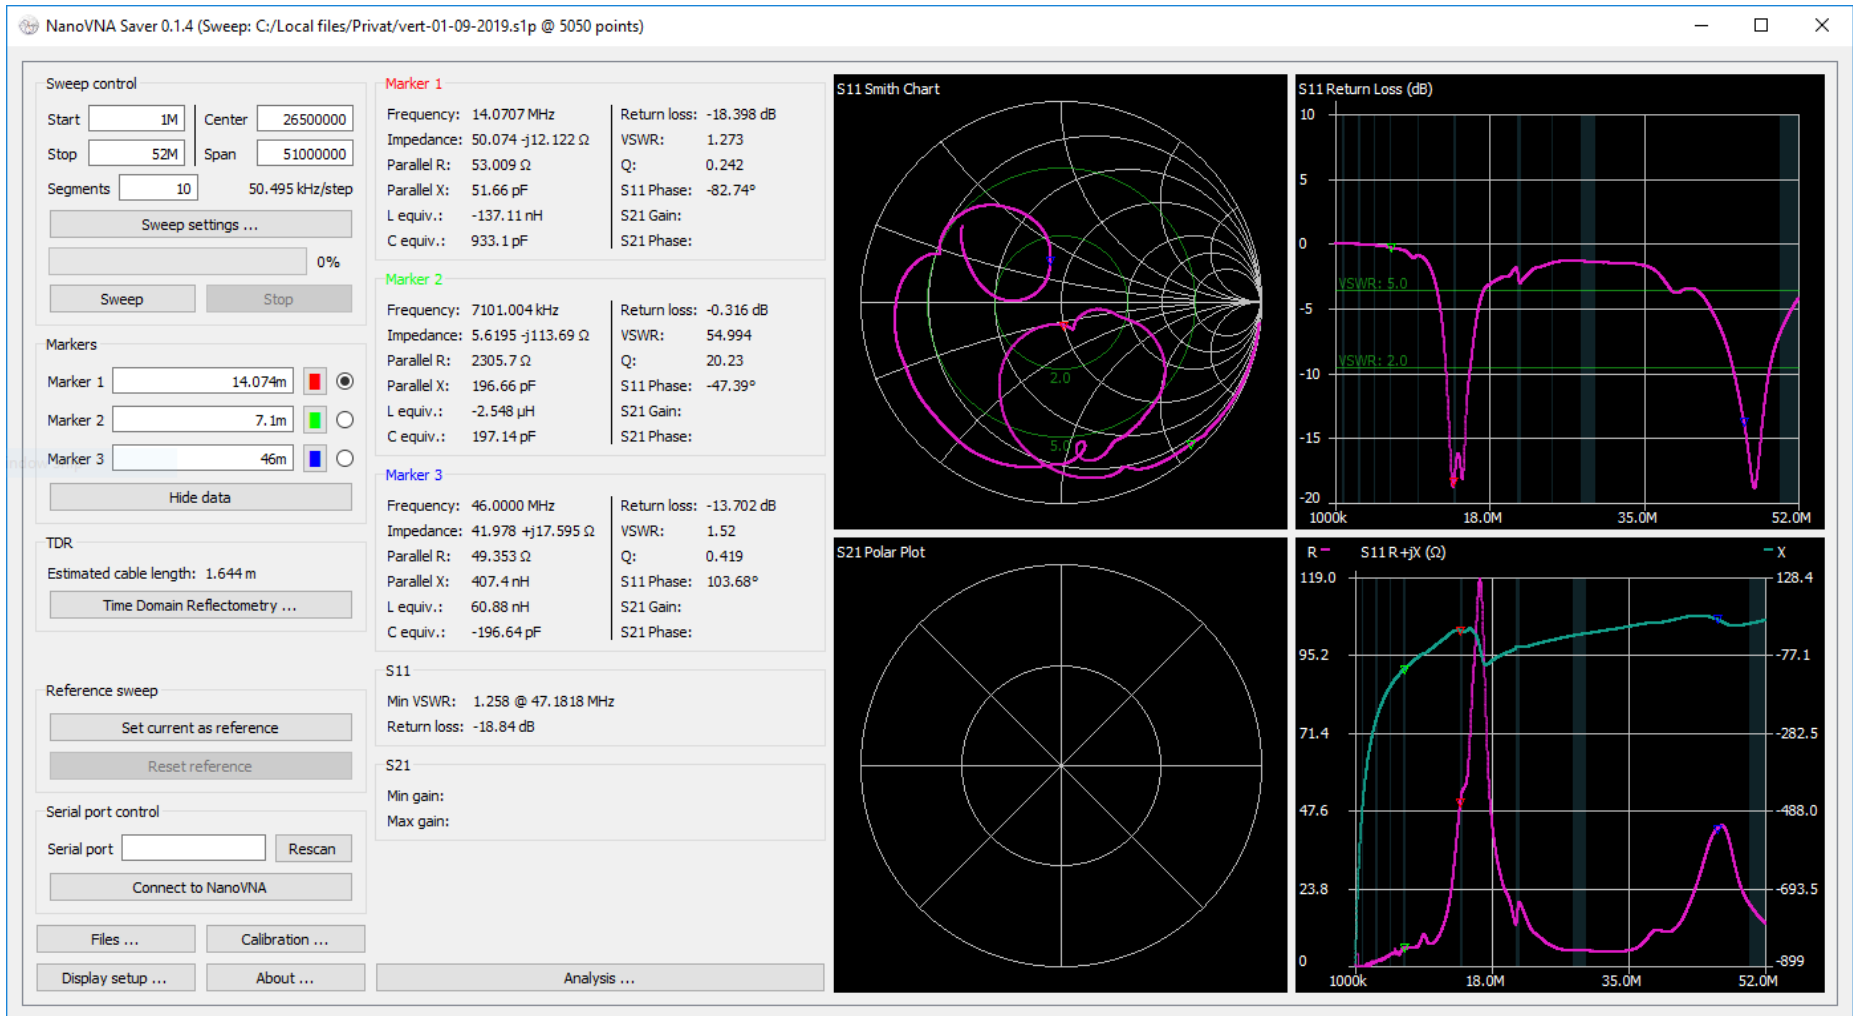 NanoVNA Saver 0.1.4 (Sweep: C:/Local files/Privat/vert-01-09-2019.s1p @ 5050 points)
Sweep control
Start 1M Center 26500000
Stop 52M Span 51000000
Segments 10 50.495 kHz/step
Sweep settings ...
0%
Sweep Stop
Markers
Marker 1 14.074m
Marker 2 7.1m
Marker 3 46m
Hide data
TDR
Estimated cable length: 1.644 m
Time Domain Reflectometry ...
Reference sweep
Set current as reference
Reset reference
Serial port control
Serial port Rescan
Connect to NanoVNA
Files ... Calibration ...
Display setup ... About ...
Marker 1
Frequency: 14.0707 MHz Return loss: -18.398 dB
Impedance: 50.074 -j12.122 Ω VSWR: 1.273
Parallel R: 53.009 Ω Q: 0.242
Parallel X: 51.66 pF S11 Phase: -82.74°
L equiv.: -137.11 nH S21 Gain:
C equiv.: 933.1 pF S21 Phase:
Marker 2
Frequency: 7101.004 kHz Return loss: -0.316 dB
Impedance: 5.6195 -j113.69 Ω VSWR: 54.994
Parallel R: 2305.7 Ω Q: 20.23
Parallel X: 196.66 pF S11 Phase: -47.39°
L equiv.: -2.548 µH S21 Gain:
C equiv.: 197.14 pF S21 Phase:
Marker 3
Frequency: 46.0000 MHz Return loss: -13.702 dB
Impedance: 41.978 +j17.595 Ω VSWR: 1.52
Parallel R: 49.353 Ω Q: 0.419
Parallel X: 407.4 nH S11 Phase: 103.68°
L equiv.: 60.88 nH S21 Gain:
C equiv.: -196.64 pF S21 Phase:
S11
Min VSWR: 1.258 @ 47.1818 MHz
Return loss: -18.84 dB
S21
Min gain:
Max gain:
Analysis ...
S11 Smith Chart
2.0
5.0
S11 Return Loss (dB)
10
5
0
VSWR: 5.0
-5
VSWR: 2.0
-10
-15
-20
1000k 18.0M 35.0M 52.0M
S21 Polar Plot
R S11 R+jX (Ω) X
119.0 128.4
95.2 -77.1
71.4 -282.5
47.6 -488.0
23.8 -693.5
0 -899
1000k 18.0M 35.0M 52.0M